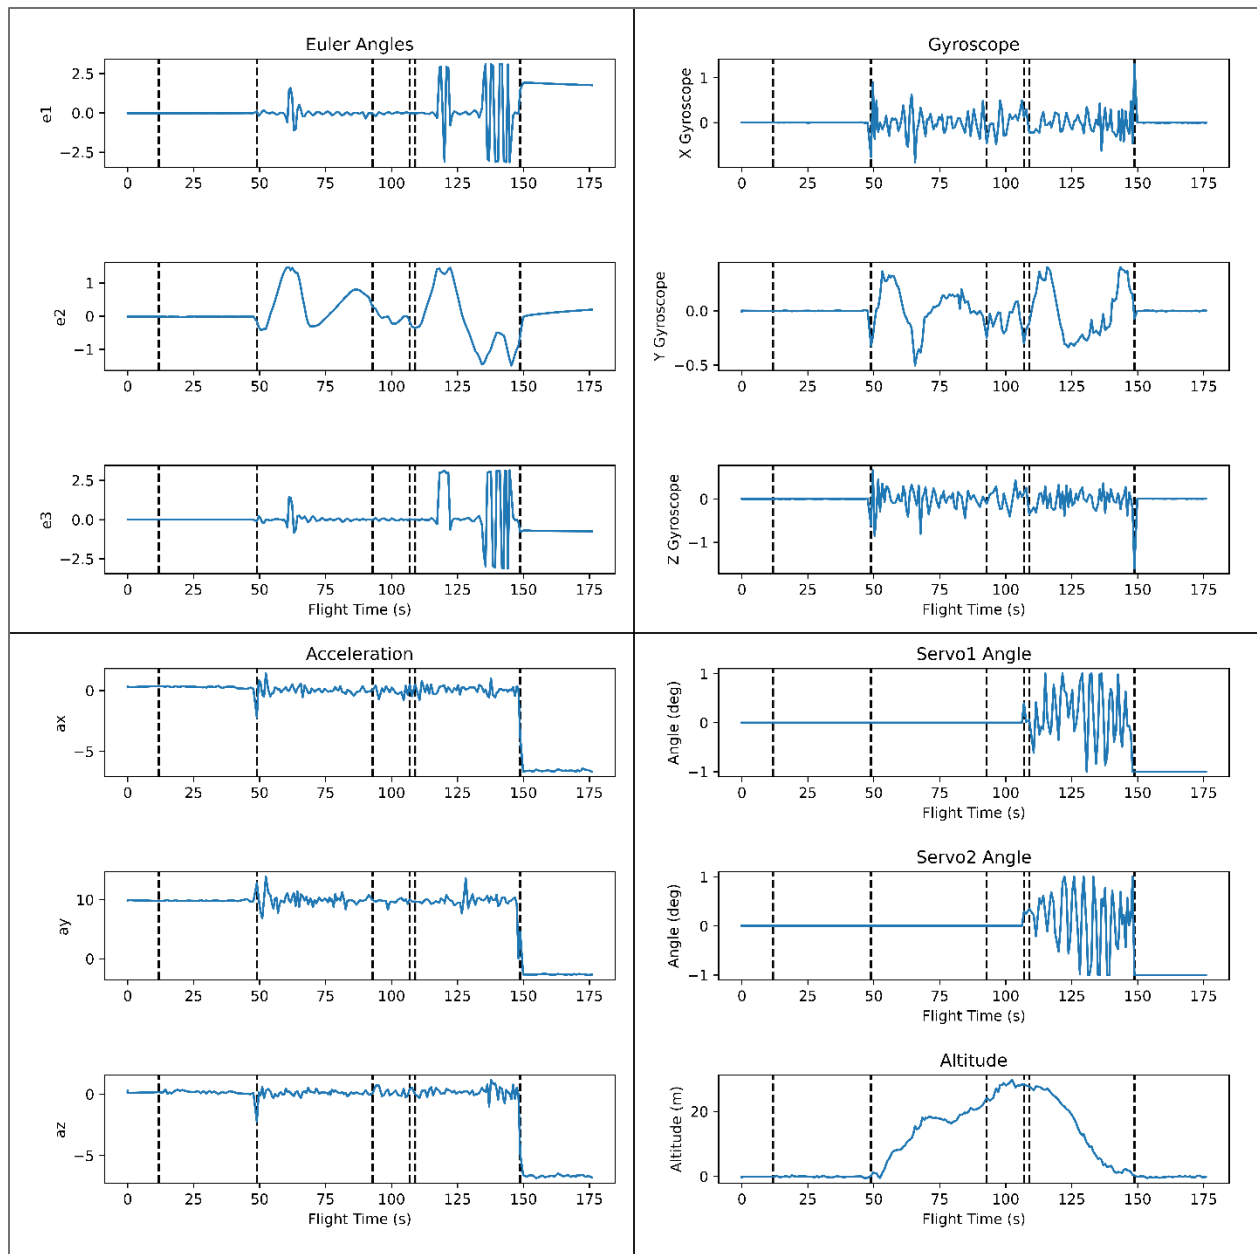 Euler Angles
e1
2.5
0.0
−2.5
0 25 50 75 100 125 150 175
e2
1
0
−1
0 25 50 75 100 125 150 175
e3
2.5
0.0
−2.5
0 25 50 75 100 125 150 175
Flight Time (s)
Gyroscope
X Gyroscope
1
0
0 25 50 75 100 125 150 175
Y Gyroscope
0.0
−0.5
0 25 50 75 100 125 150 175
Z Gyroscope
0
−1
0 25 50 75 100 125 150 175
Flight Time (s)
Acceleration
ax
0
−5
0 25 50 75 100 125 150 175
ay
10
0
0 25 50 75 100 125 150 175
az
0
−5
0 25 50 75 100 125 150 175
Flight Time (s)
Servo1 Angle
Angle (deg)
1
0
−1
0 25 50 75 100 125 150 175
Flight Time (s)
Servo2 Angle
Angle (deg)
1
0
−1
0 25 50 75 100 125 150 175
Flight Time (s)
Altitude
Altitude (m)
20
0
0 25 50 75 100 125 150 175
Flight Time (s)